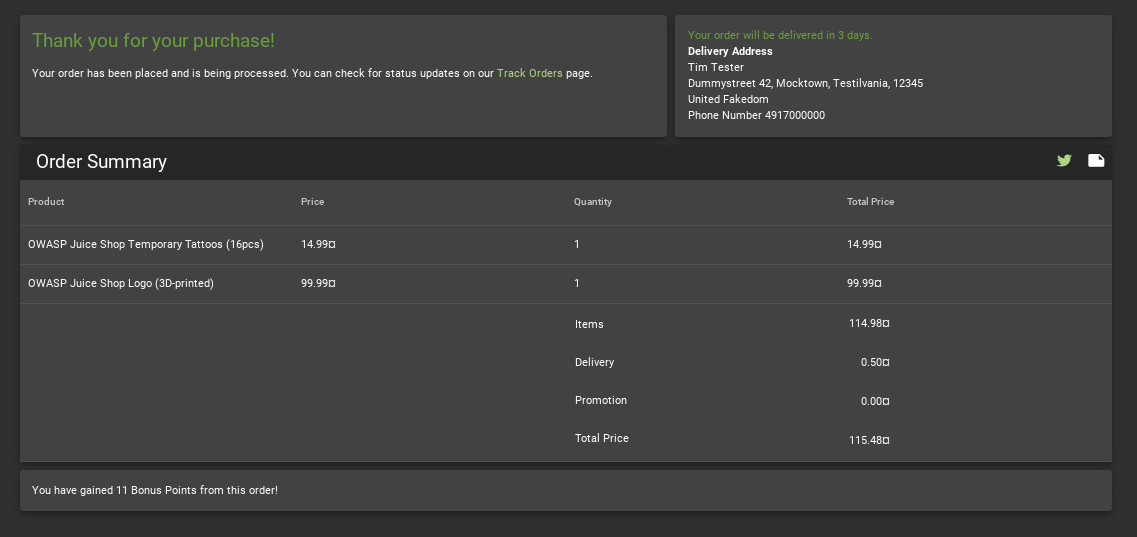 Thank you for your purchase!
Your order has been placed and is being processed. You can check for status updates on our Track Orders page.
Your order will be delivered in 3 days.
Delivery Address
Tim Tester
Dummystreet 42, Mocktown, Testilvania, 12345
United Fakedom
Phone Number 4917000000
Order Summary
Product Price Quantity Total Price
OWASP Juice Shop Temporary Tattoos (16pcs) 14.99¤ 1 14.99¤
OWASP Juice Shop Logo (3D-printed) 99.99¤ 1 99.99¤
Items 114.98¤
Delivery 0.50¤
Promotion 0.00¤
Total Price 115.48¤
You have gained 11 Bonus Points from this order!